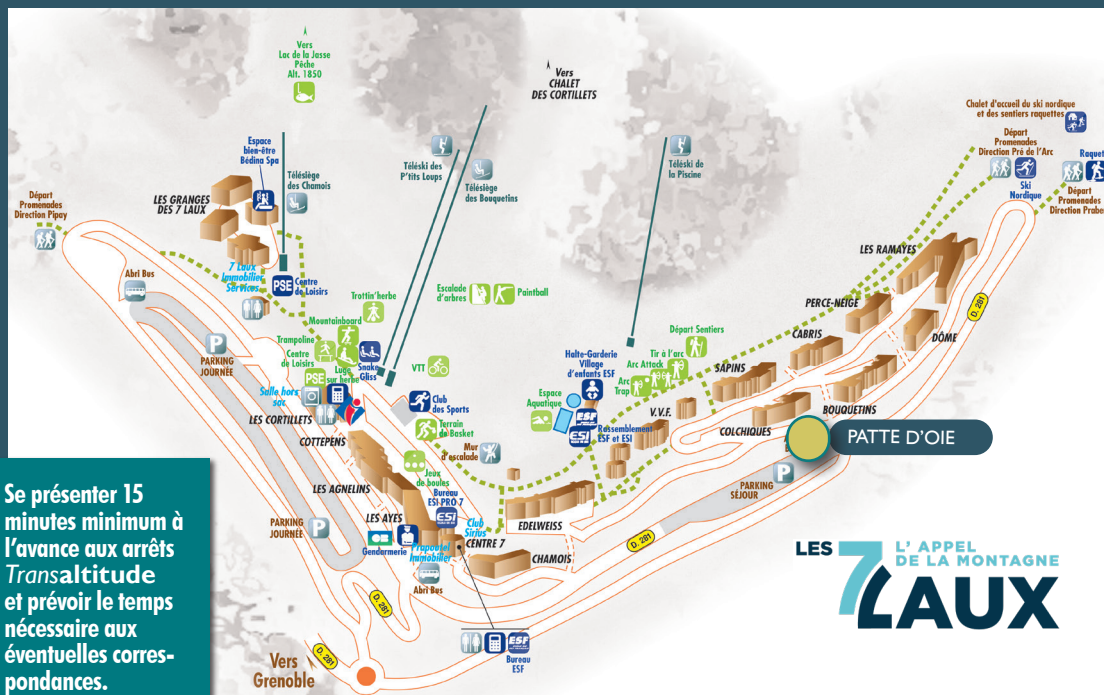 Vers
Lac de la Jasse
Pêche
Alt. 1850
Vers
CHALET
DES CORTILLETS
Chalet d'accueil du ski nordique
et des sentiers raquettes
Départ
Promenades
Direction Pré de l'Arc
Raquet
Ski
Nordique
Départ
Promenades
Direction Prabert
Espace
bien-être
Bédina Spa
Télésiège
des Chamois
Téléski des
P'tits Loups
Télésiège
des Bouquetins
Téléski de
la Piscine
Départ
Promenades
Direction Pipay
LES GRANGES
DES 7 LAUX
7 Laux
Immobilier
Services
PSE
Centre
de Loisirs
Abri Bus
P
PARKING
JOURNÉE
Trottin'herbe
Mountainboard
Trampoline
Centre
de Loisirs
PSE
Luge
sur herbe
Snake
Gliss
VTT
Escalade
d'arbres
Paintball
Salle hors
sac
LES CORTILLETS
COTTEPENS
Club
des Sports
Terrain
de Basket
Mur
d'escalade
Jeux
de boules
Halte-Garderie
Village
d'enfants ESF
Espace
Aquatique
ESF
ESI
Rassemblement
ESF et ESI
Départ Sentiers
Tir à l'arc
Arc Attack
Arc
Trap
V.V.F.
SAPINS
CABRIS
PERCE-NEIGE
LES RAMAYES
DÔME
D. 281
BOUQUETINS
COLCHIQUES
PATTE D'OIE
P
PARKING
SÉJOUR
LES AGNELINS
LES AYES
Bureau
ESI-PRO 7
ESI
Club
Sirius
Gendarmerie
Prapoutel
Immobilier
CENTRE 7
EDELWEISS
CHAMOIS
Abri Bus
PARKING
JOURNÉE
P
D. 281
D. 281
D. 281
ESF
Bureau
ESF
Vers
Grenoble
Se présenter 15
minutes minimum à
l'avance aux arrêts
Transaltitude
et prévoir le temps
nécessaire aux
éventuelles corres-
pondances.
LES 7 LAUX
L' APPEL
DE LA MONTAGNE